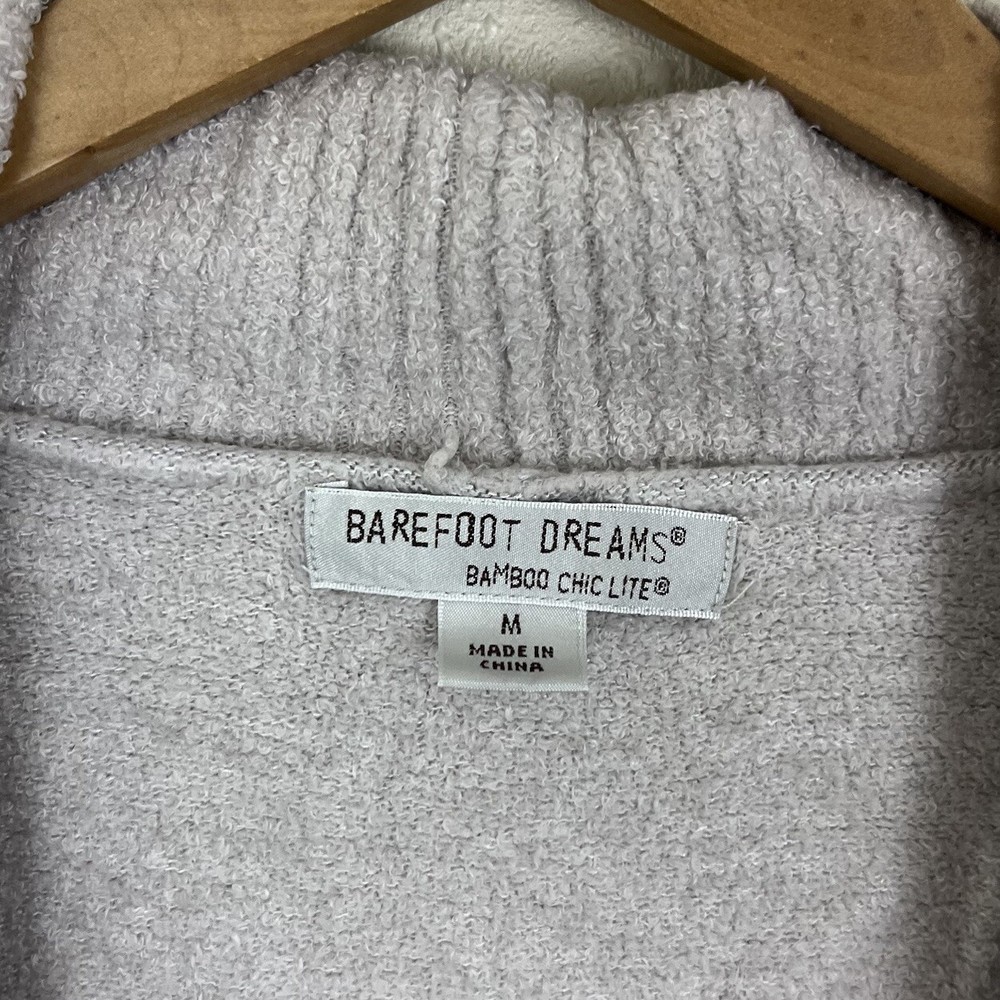 BAREFOOT DREAMS®
BAMBOO CHIC LITE®
M
MADE IN
CHINA